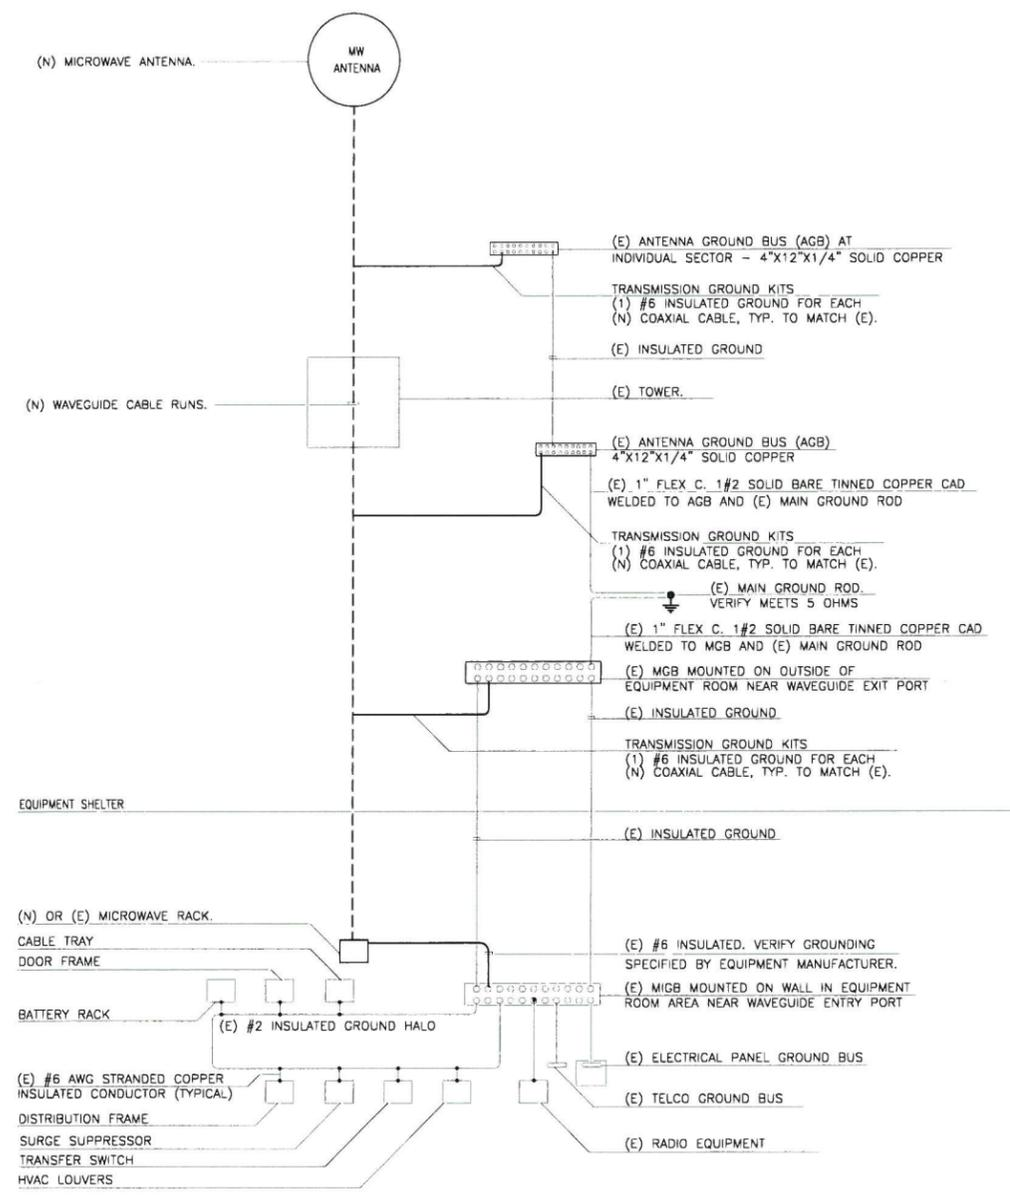 (N) MICROWAVE ANTENNA.
MW
ANTENNA
(E) ANTENNA GROUND BUS (AGB) AT
INDIVIDUAL SECTOR - 4"X12"X1/4" SOLID COPPER
TRANSMISSION GROUND KITS
(1) #6 INSULATED GROUND FOR EACH
(N) COAXIAL CABLE, TYP. TO MATCH (E).
(E) INSULATED GROUND
(E) TOWER.
(N) WAVEGUIDE CABLE RUNS.
(E) ANTENNA GROUND BUS (AGB)
4"X12"X1/4" SOLID COPPER
(E) 1" FLEX C. 1#2 SOLID BARE TINNED COPPER CAD
WELDED TO AGB AND (E) MAIN GROUND ROD
TRANSMISSION GROUND KITS
(1) #6 INSULATED GROUND FOR EACH
(N) COAXIAL CABLE, TYP. TO MATCH (E).
(E) MAIN GROUND ROD.
VERIFY MEETS 5 OHMS
(E) 1" FLEX C. 1#2 SOLID BARE TINNED COPPER CAD
WELDED TO MGB AND (E) MAIN GROUND ROD
(E) MGB MOUNTED ON OUTSIDE OF
EQUIPMENT ROOM NEAR WAVEGUIDE EXIT PORT
(E) INSULATED GROUND
TRANSMISSION GROUND KITS
(1) #6 INSULATED GROUND FOR EACH
(N) COAXIAL CABLE, TYP. TO MATCH (E).
EQUIPMENT SHELTER
(E) INSULATED GROUND
(N) OR (E) MICROWAVE RACK.
CABLE TRAY
DOOR FRAME
BATTERY RACK
(E) #6 INSULATED. VERIFY GROUNDING
SPECIFIED BY EQUIPMENT MANUFACTURER.
(E) MIGB MOUNTED ON WALL IN EQUIPMENT
ROOM AREA NEAR WAVEGUIDE ENTRY PORT
(E) #2 INSULATED GROUND HALO
(E) ELECTRICAL PANEL GROUND BUS
(E) #6 AWG STRANDED COPPER
INSULATED CONDUCTOR (TYPICAL)
(E) TELCO GROUND BUS
DISTRIBUTION FRAME
SURGE SUPPRESSOR
(E) RADIO EQUIPMENT
TRANSFER SWITCH
HVAC LOUVERS